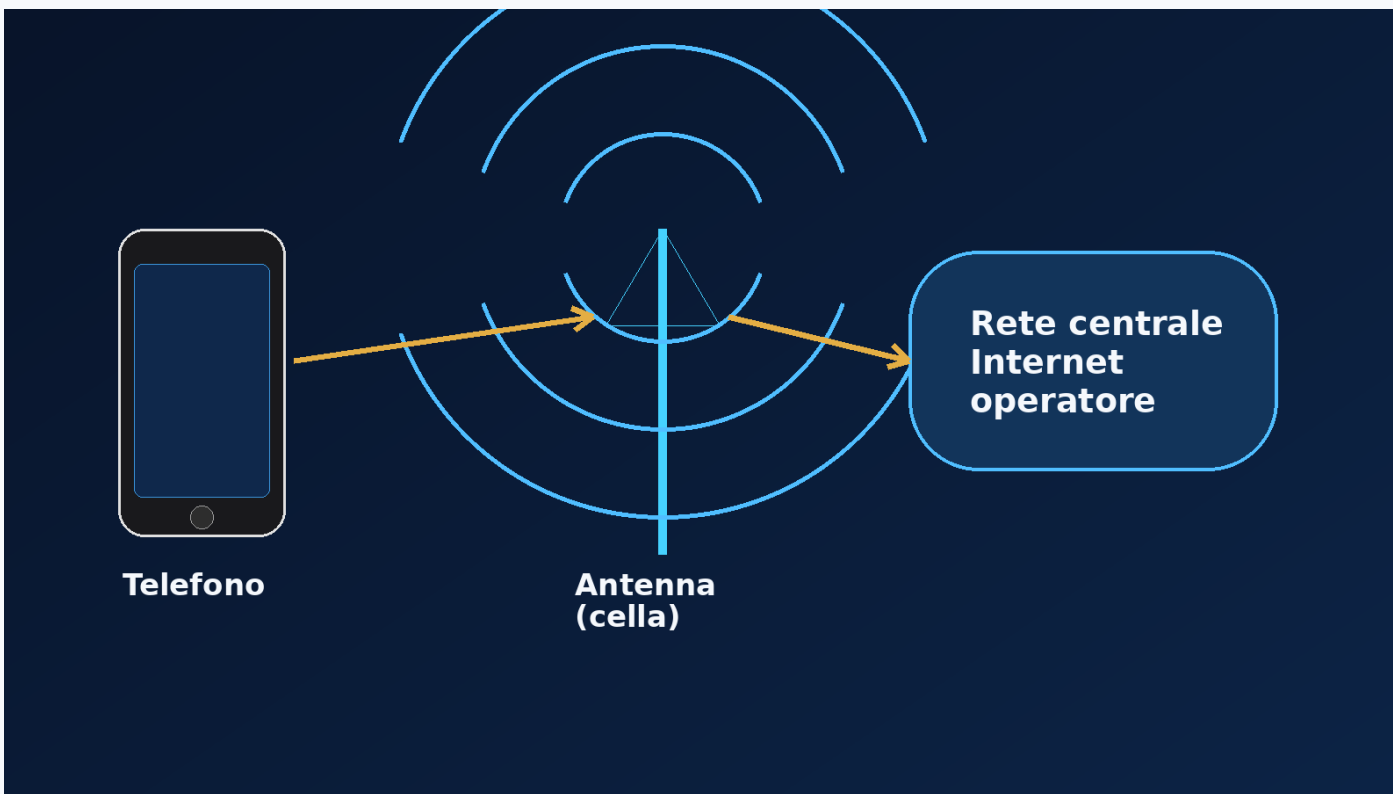 Rete centrale
Internet
operatore
Telefono
Antenna
(cella)